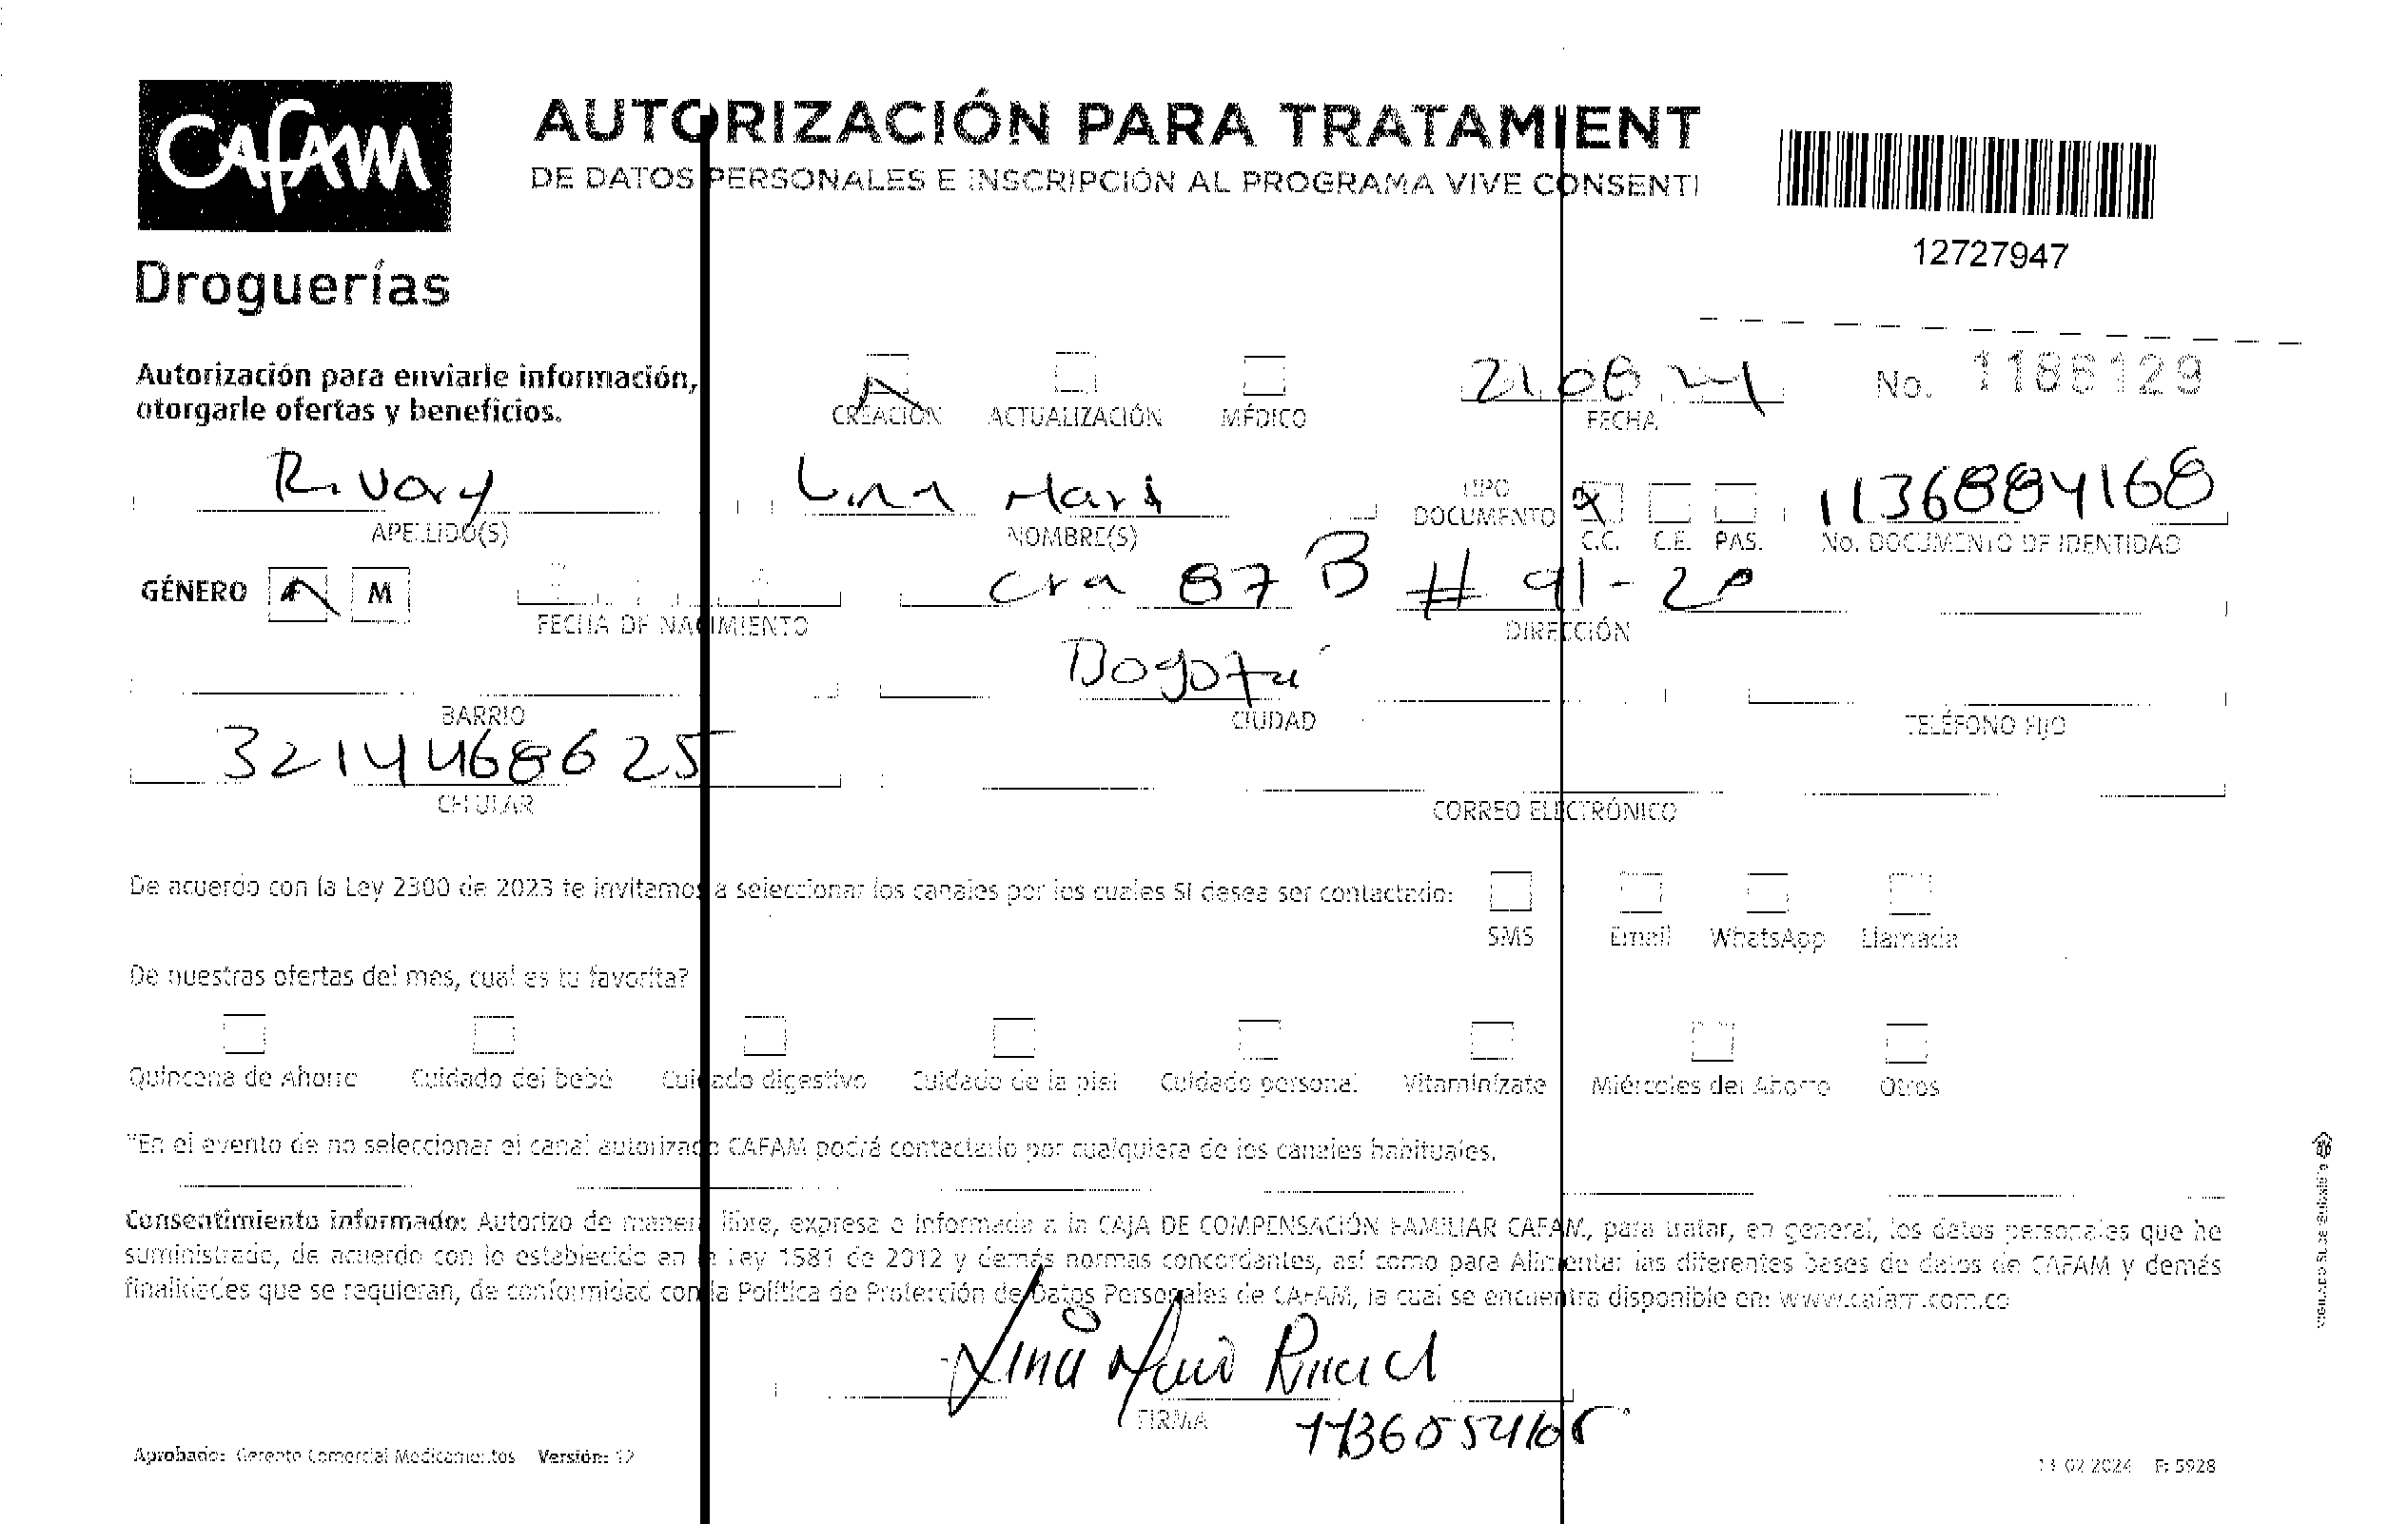 CAFAM
Droguerías
AUTORIZACIÓN PARA TRATAMIENT
DE DATOS PERSONALES E INSCRIPCIÓN AL PROGRAMA VIVE CONSENTI
12727947
Autorización para enviarle información,
otorgarle ofertas y beneficios.
CREACIÓN ACTUALIZACIÓN MÉDICO
21 08 24
FECHA
No. 1186129
Lina Mari
APELLIDO(S) NOMBRE(S)
TIPO DOCUMENTO C.C. C.E. PAS.
1136884168
No. DOCUMENTO DE IDENTIDAD
GÉNERO M
FECHA DE NACIMIENTO
Cra 87 B # 91-20
DIRECCIÓN
Bogotá
BARRIO CIUDAD TELÉFONO FIJO
3214468625
CELULAR CORREO ELECTRÓNICO
De acuerdo con la Ley 2300 de 2023 te invitamos a seleccionar los canales por los cuales SI desea ser contactado:
SMS Email WhatsApp Llamada
De nuestras ofertas del mes, cual es tu favorita?
Quincena de Ahorro Cuidado del bebé Cuidado digestivo Cuidado de la piel Cuidado personal Vitamínízate Miércoles del Ahorro Otros
*En el evento de no seleccionar el canal autorizado CAFAM podrá contactarlo por cualquiera de los canales habituales.
Consentimiento informado: Autorizo de manera libre, expresa e informada a la CAJA DE COMPENSACIÓN FAMILIAR CAFAM, para tratar, en general, los datos personales que he
suministrado, de acuerdo con lo establecido en la Ley 1581 de 2012 y demás normas concordantes, así como para Alimentar las diferentes bases de datos de CAFAM y demás
finalidades que se requieran, de conformidad con la Política de Protección de Datos Personales de CAFAM, la cual se encuentra disponible en: www.cafam.com.co
Lina Mari
FIRMA
Aprobado: Gerente Comercial Medicamentos Versión: 12
F: 5928